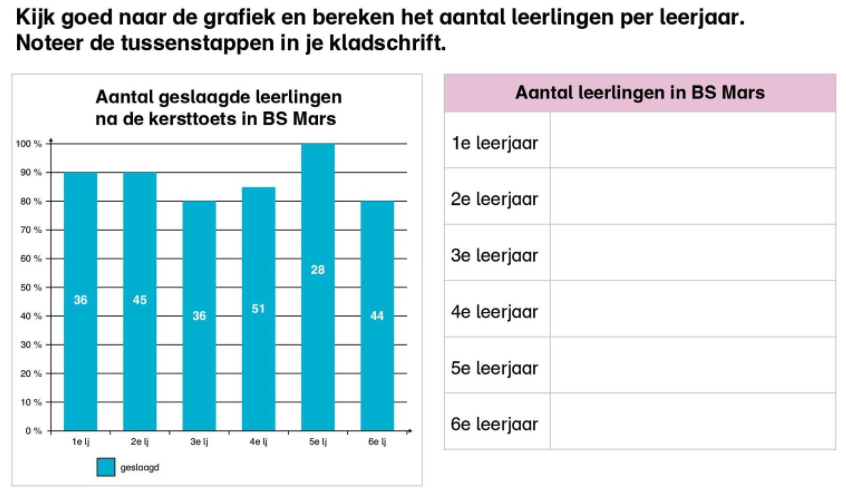 Kijk goed naar de grafiek en bereken het aantal leerlingen per leerjaar.
Noteer de tussenstappen in je kladschrift.
Aantal geslaagde leerlingen
na de kersttoets in BS Mars
100 %
90 %
80 %
70 %
60 %
50 %
40 %
30 %
20 %
10 %
0 %
36
45
36
51
28
44
1e lj
2e lj
3e lj
4e lj
5e lj
6e lj
geslaagd
Aantal leerlingen in BS Mars
1e leerjaar
2e leerjaar
3e leerjaar
4e leerjaar
5e leerjaar
6e leerjaar